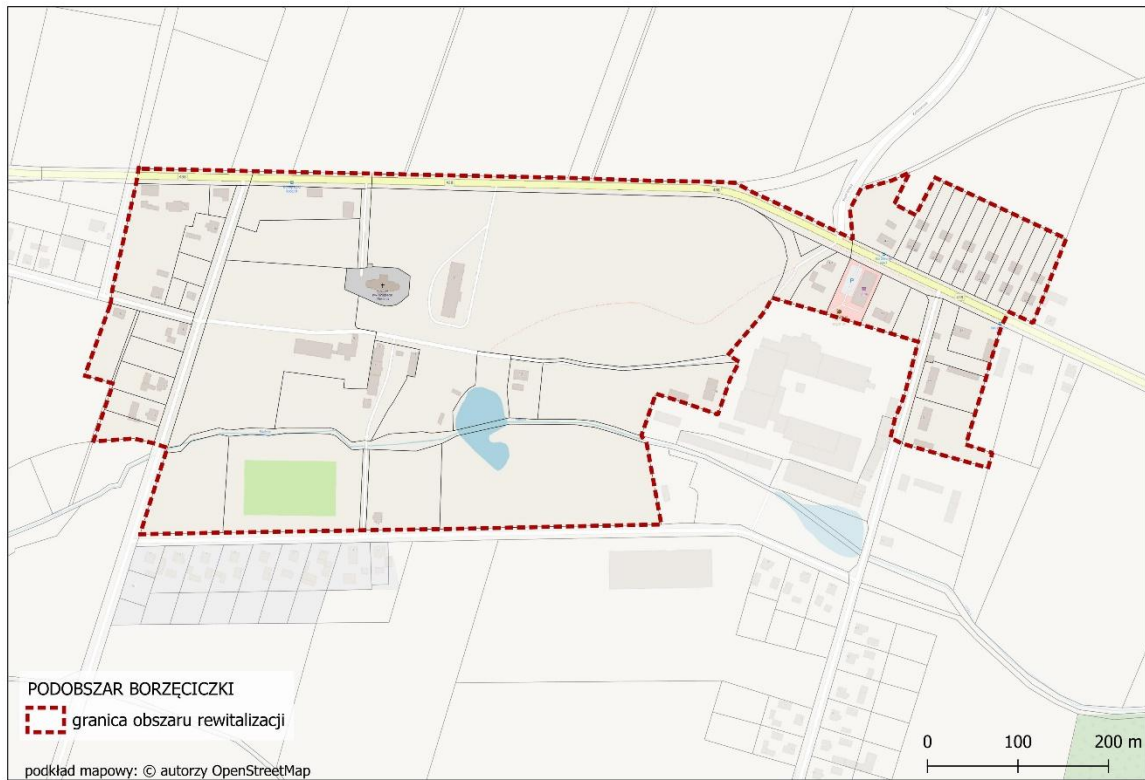 P
PODOBSZAR BORZĘCICZKI
granica obszaru rewitalizacji
0 100 200 m
podkład mapowy: © autorzy OpenStreetMap